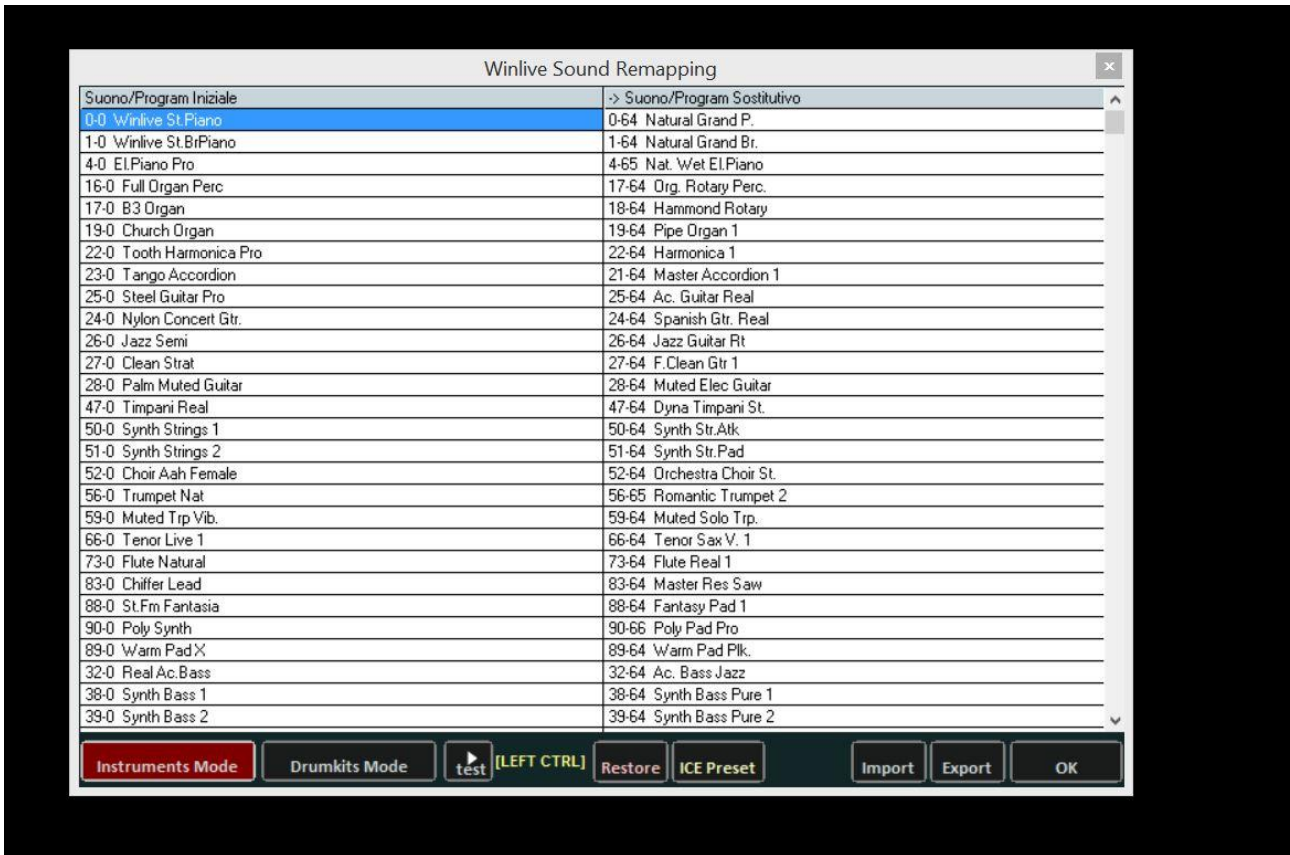 Winlive Sound Remapping
Suono/Program Iniziale -> Suono/Program Sostitutivo
0-0 Winlive St.Piano 0-64 Natural Grand P.
1-0 Winlive St.BrPiano 1-64 Natural Grand Br.
4-0 El.Piano Pro 4-65 Nat. Wet El.Piano
16-0 Full Organ Perc 17-64 Org. Rotary Perc.
17-0 B3 Organ 18-64 Hammond Rotary
19-0 Church Organ 19-64 Pipe Organ 1
22-0 Tooth Harmonica Pro 22-64 Harmonica 1
23-0 Tango Accordion 21-64 Master Accordion 1
25-0 Steel Guitar Pro 25-64 Ac. Guitar Real
24-0 Nylon Concert Gtr. 24-64 Spanish Gtr. Real
26-0 Jazz Semi 26-64 Jazz Guitar Rt
27-0 Clean Strat 27-64 F.Clean Gtr 1
28-0 Palm Muted Guitar 28-64 Muted Elec Guitar
47-0 Timpani Real 47-64 Dyna Timpani St.
50-0 Synth Strings 1 50-64 Synth Str.Atk
51-0 Synth Strings 2 51-64 Synth Str.Pad
52-0 Choir Aah Female 52-64 Orchestra Choir St.
56-0 Trumpet Nat 56-65 Romantic Trumpet 2
59-0 Muted Trp Vib. 59-64 Muted Solo Trp.
66-0 Tenor Live 1 66-64 Tenor Sax V. 1
73-0 Flute Natural 73-64 Flute Real 1
83-0 Chiffer Lead 83-64 Master Res Saw
88-0 St.Fm Fantasia 88-64 Fantasy Pad 1
90-0 Poly Synth 90-66 Poly Pad Pro
89-0 Warm Pad X 89-64 Warm Pad Plk.
32-0 Real Ac.Bass 32-64 Ac. Bass Jazz
38-0 Synth Bass 1 38-64 Synth Bass Pure 1
39-0 Synth Bass 2 39-64 Synth Bass Pure 2
Instruments Mode Drumkits Mode test [LEFT CTRL] Restore ICE Preset Import Export OK